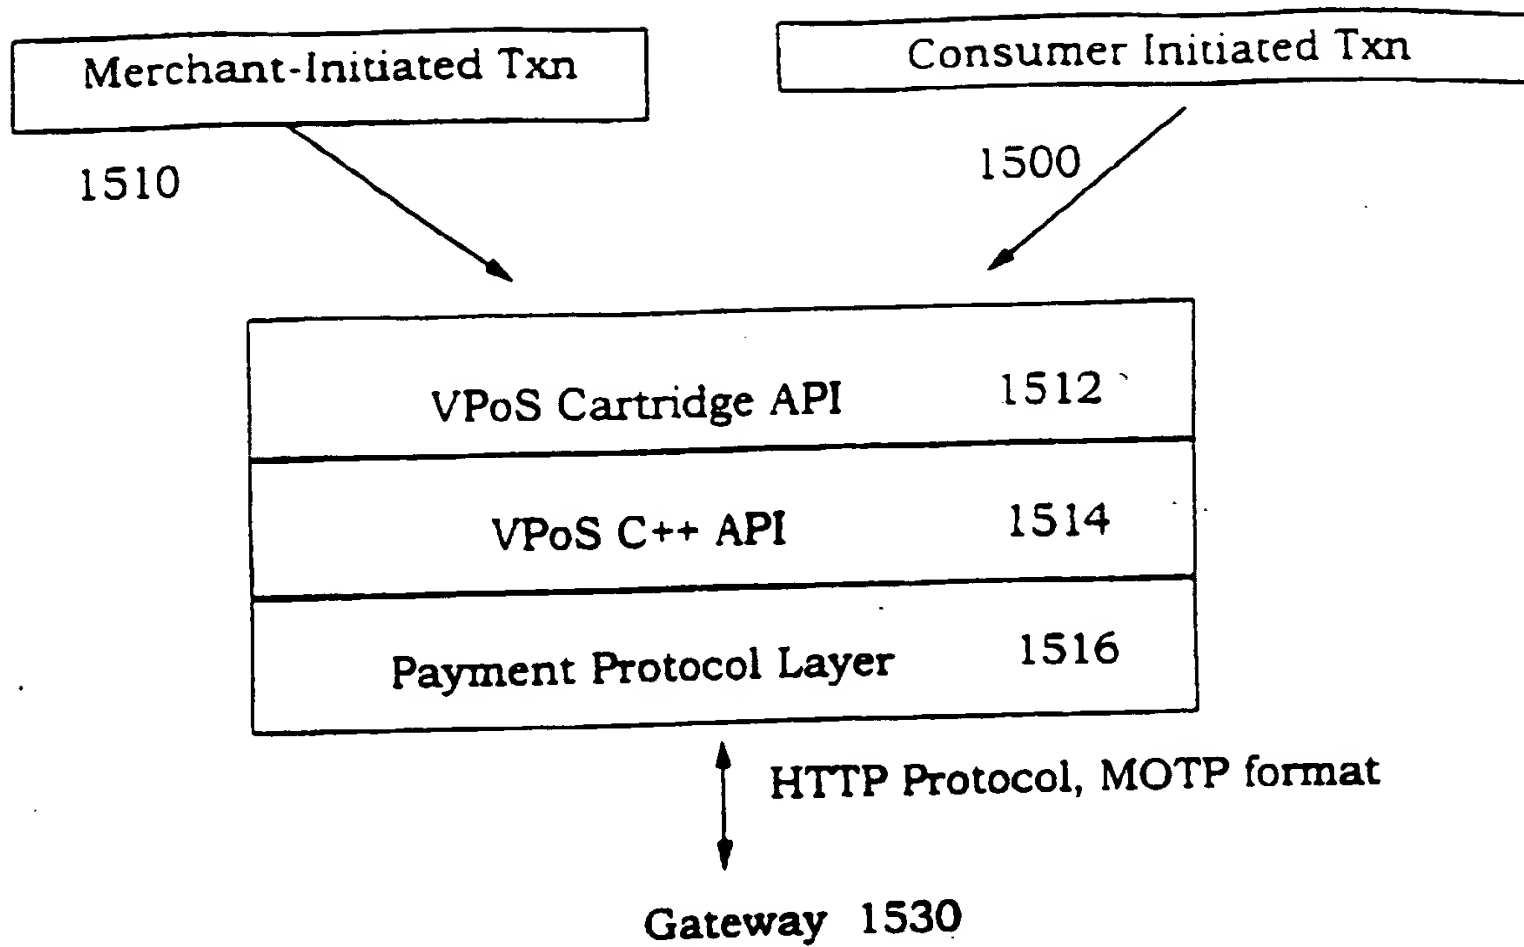 Merchant-Initiated Txn
Consumer Initiated Txn
1510
1500
VPoS Cartridge API 1512
VPoS C++ API 1514
Payment Protocol Layer 1516
HTTP Protocol, MOTP format
Gateway 1530